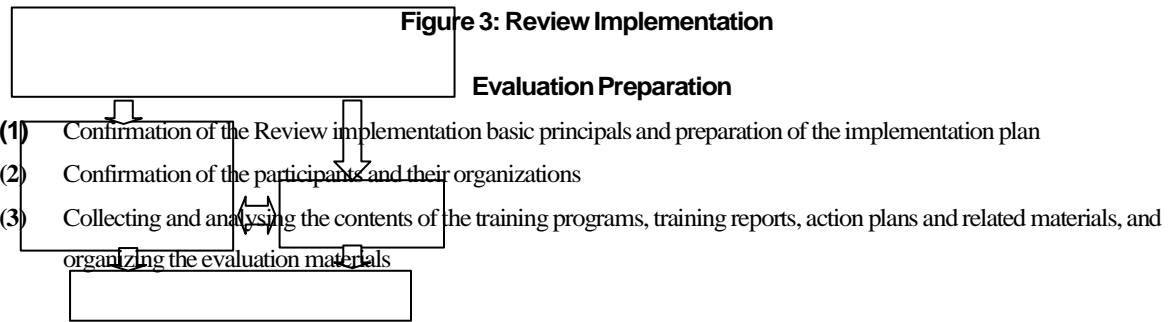 Figure 3: Review Implementation
Evaluation Preparation
(1) Confirmation of the Review implementation basic principals and preparation of the implementation plan
(2) Confirmation of the participants and their organizations
(3) Collecting and analysing the contents of the training programs, training reports, action plans and related materials, and
organizing the evaluation materials